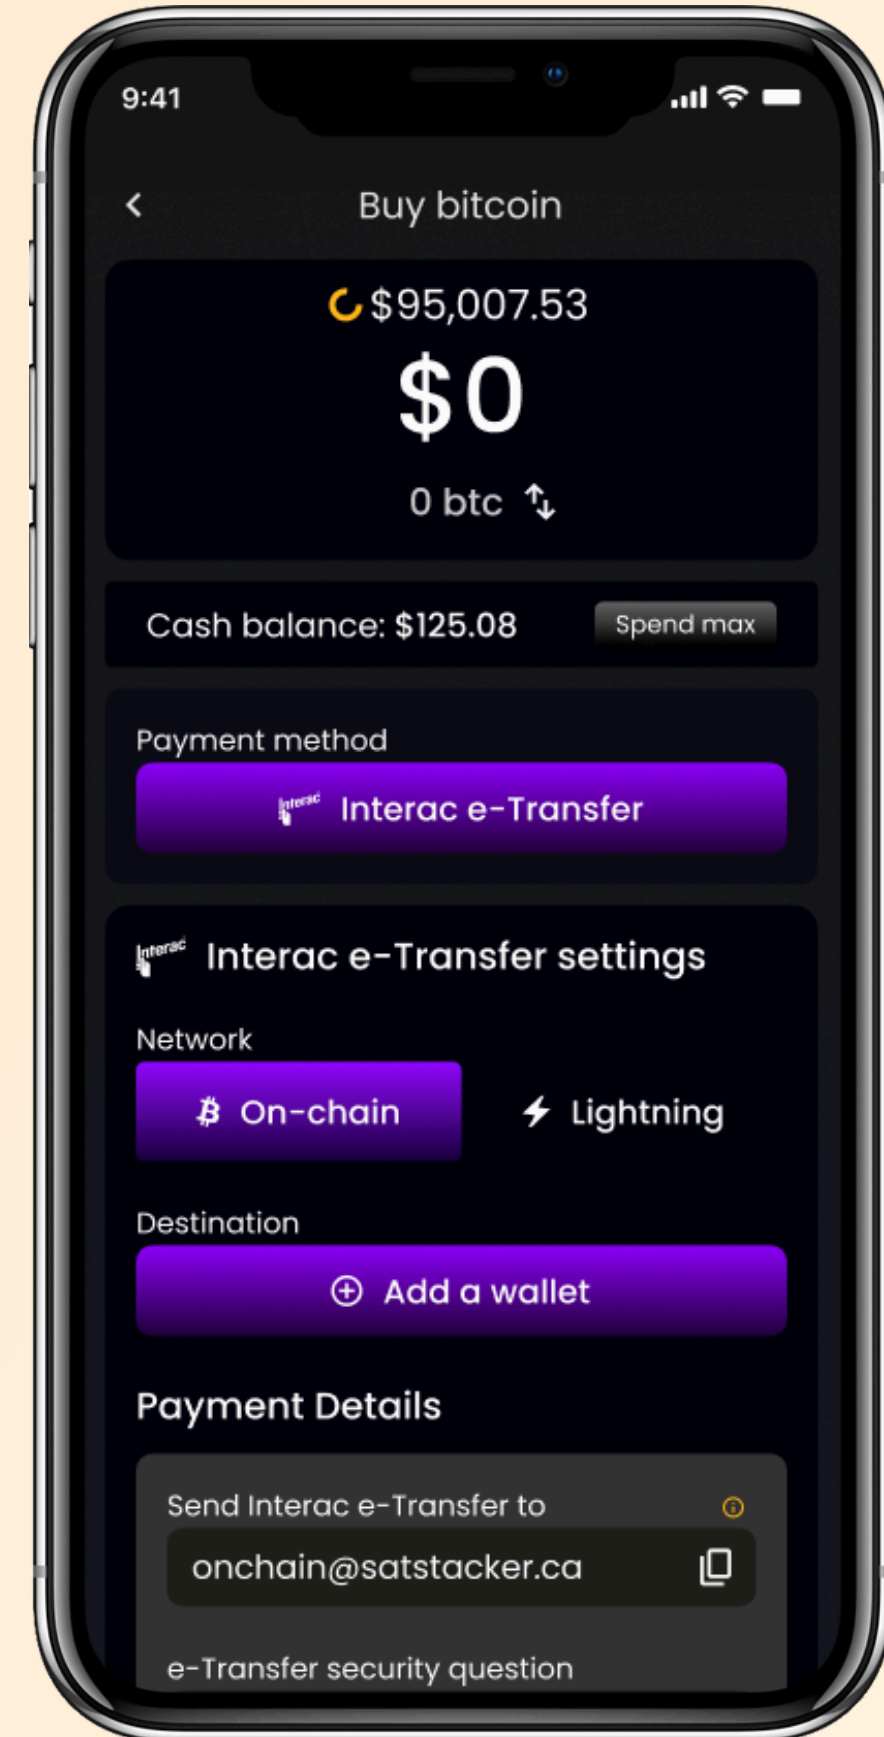 9:41
Buy bitcoin
$95,007.53
$0
0 btc
Cash balance: $125.08 Spend max
Payment method
Interac Interac e-Transfer
Interac Interac e-Transfer settings
Network
On-chain Lightning
Destination
Add a wallet
Payment Details
Send Interac e-Transfer to
onchain@satstacker.ca
e-Transfer security question